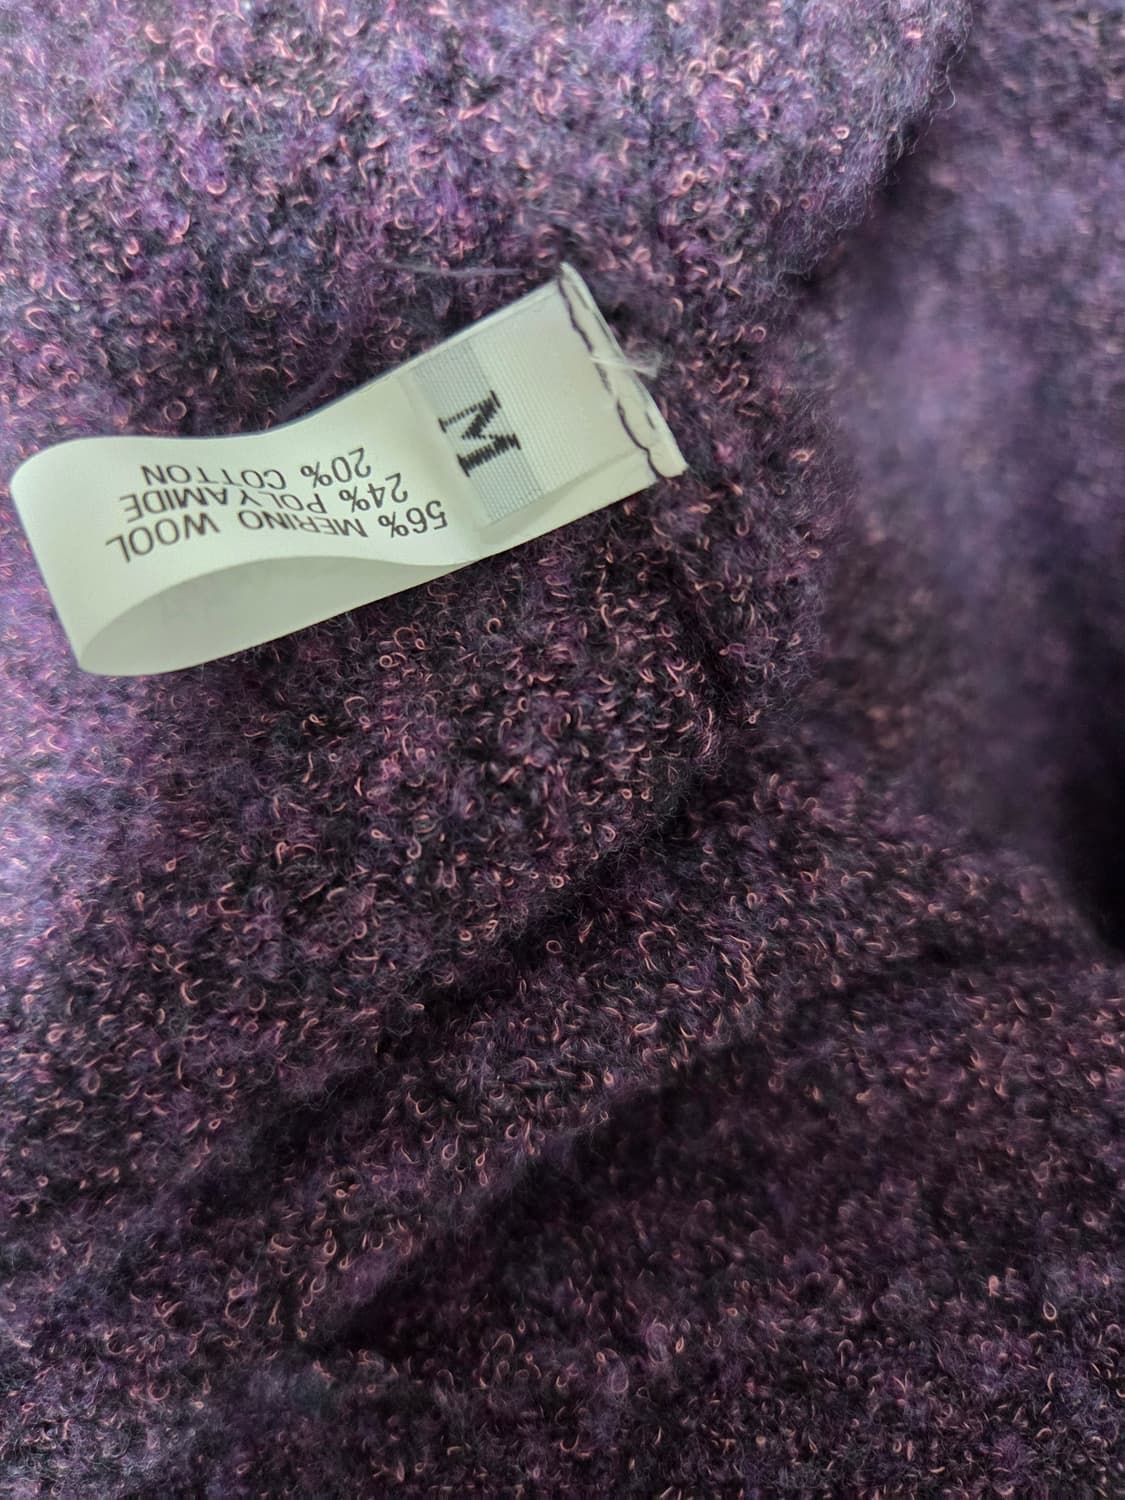 M
56% MERINO WOOL
24% POLYAMIDE
20% COTTON